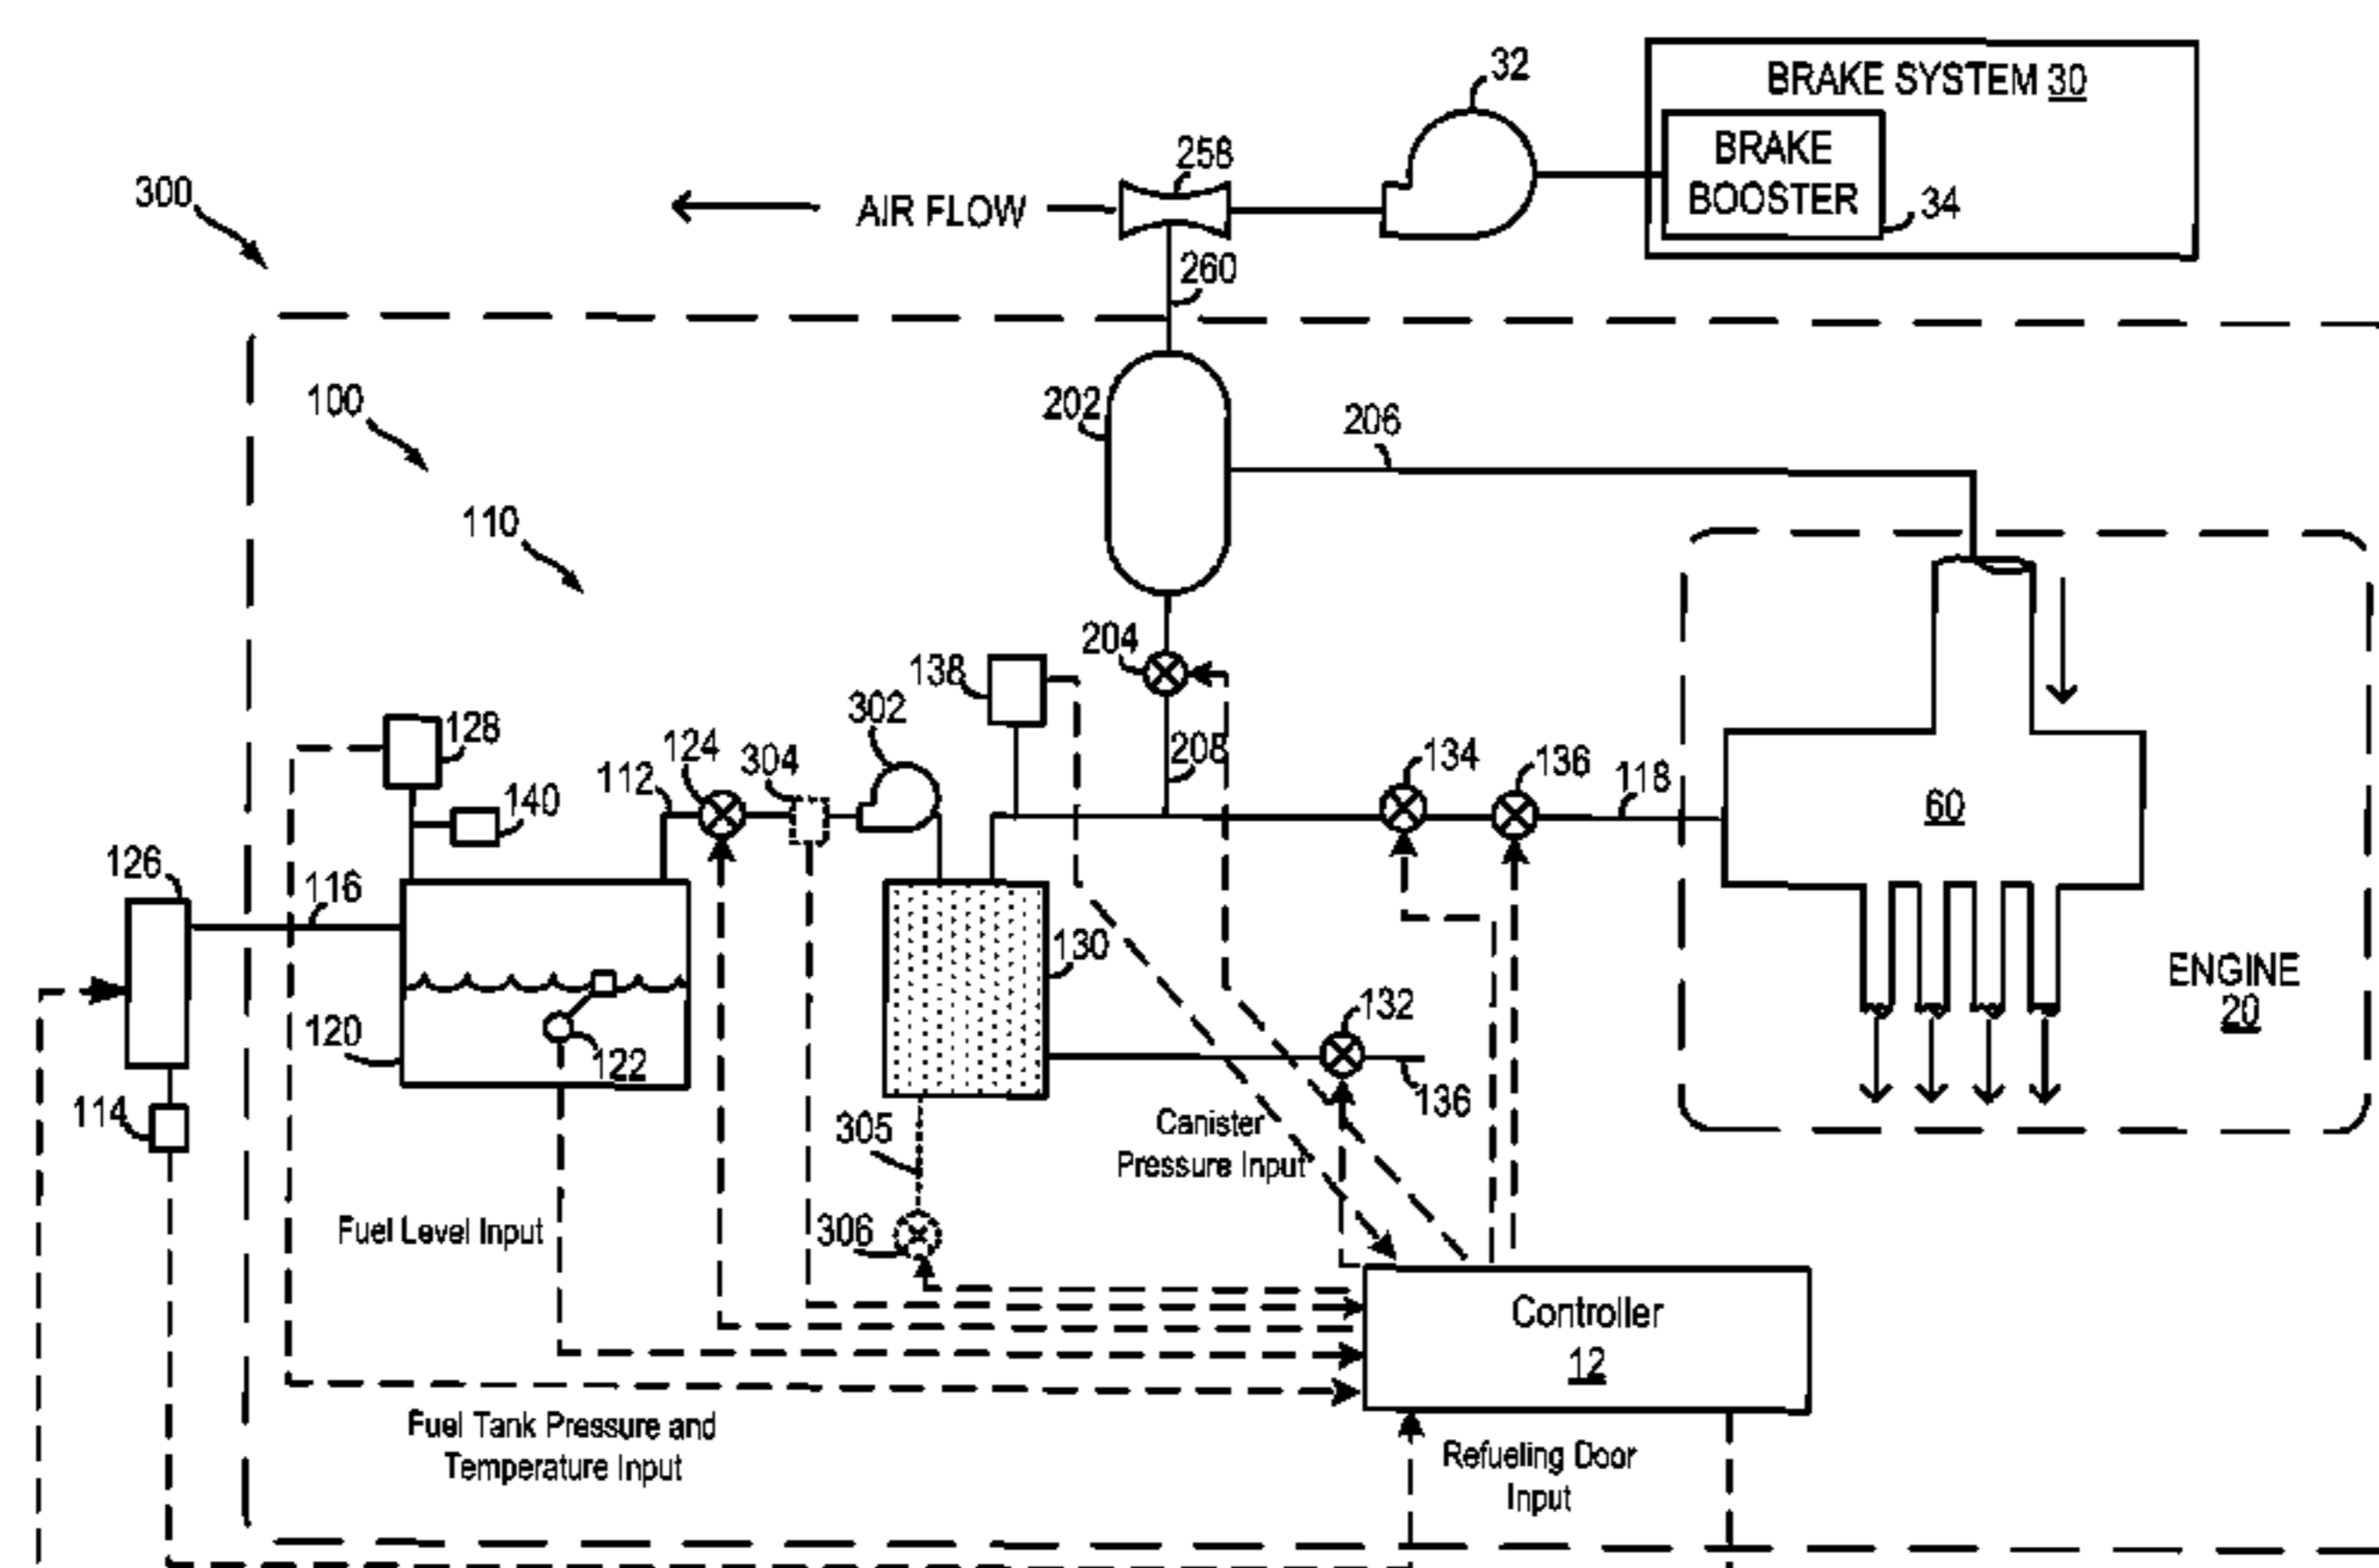 32
BRAKE SYSTEM 30
258
BRAKE
BOOSTER
34
300
AIR FLOW
260
100
202
206
110
204
138
302
128
124
304
208
134
136
112
118
140
60
126
116
130
ENGINE
20
132
120
122
136
114
305
Canister
Pressure Input
306
Fuel Level Input
Controller
12
Fuel Tank Pressure and
Temperature Input
Refueling Door
Input